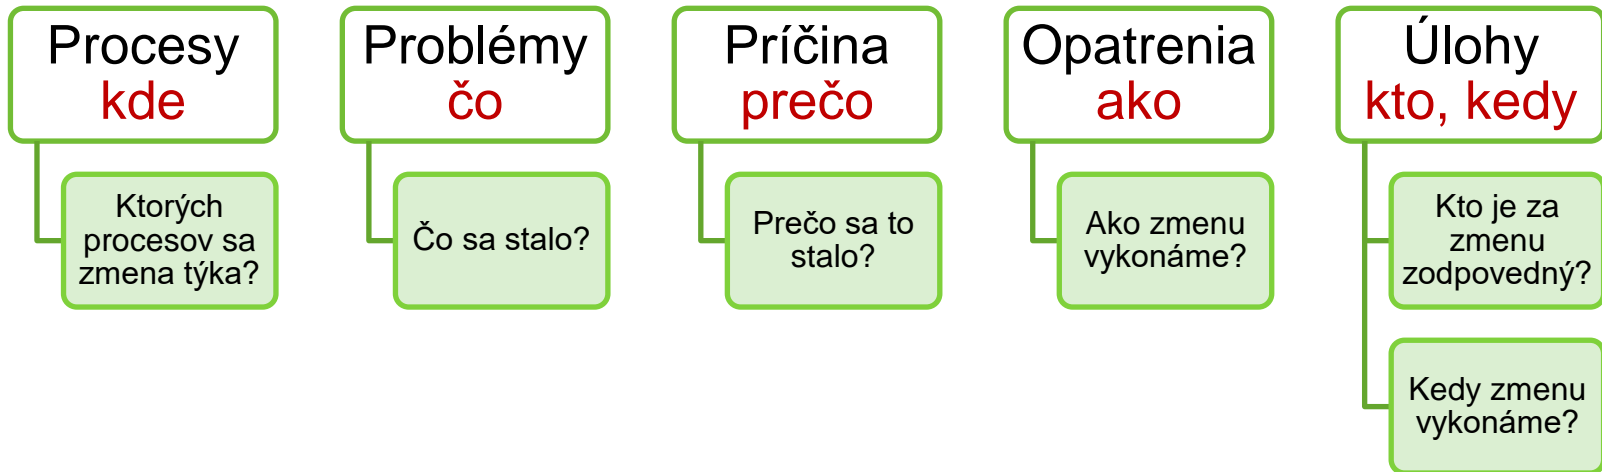 Procesy
kde
Ktorých
procesov sa
zmena týka?
Problémy
čo
Čo sa stalo?
Príčina
prečo
Prečo sa to
stalo?
Opatrenia
ako
Ako zmenu
vykonáme?
Úlohy
kto, kedy
Kto je za
zmenu
zodpovedný?
Kedy zmenu
vykonáme?